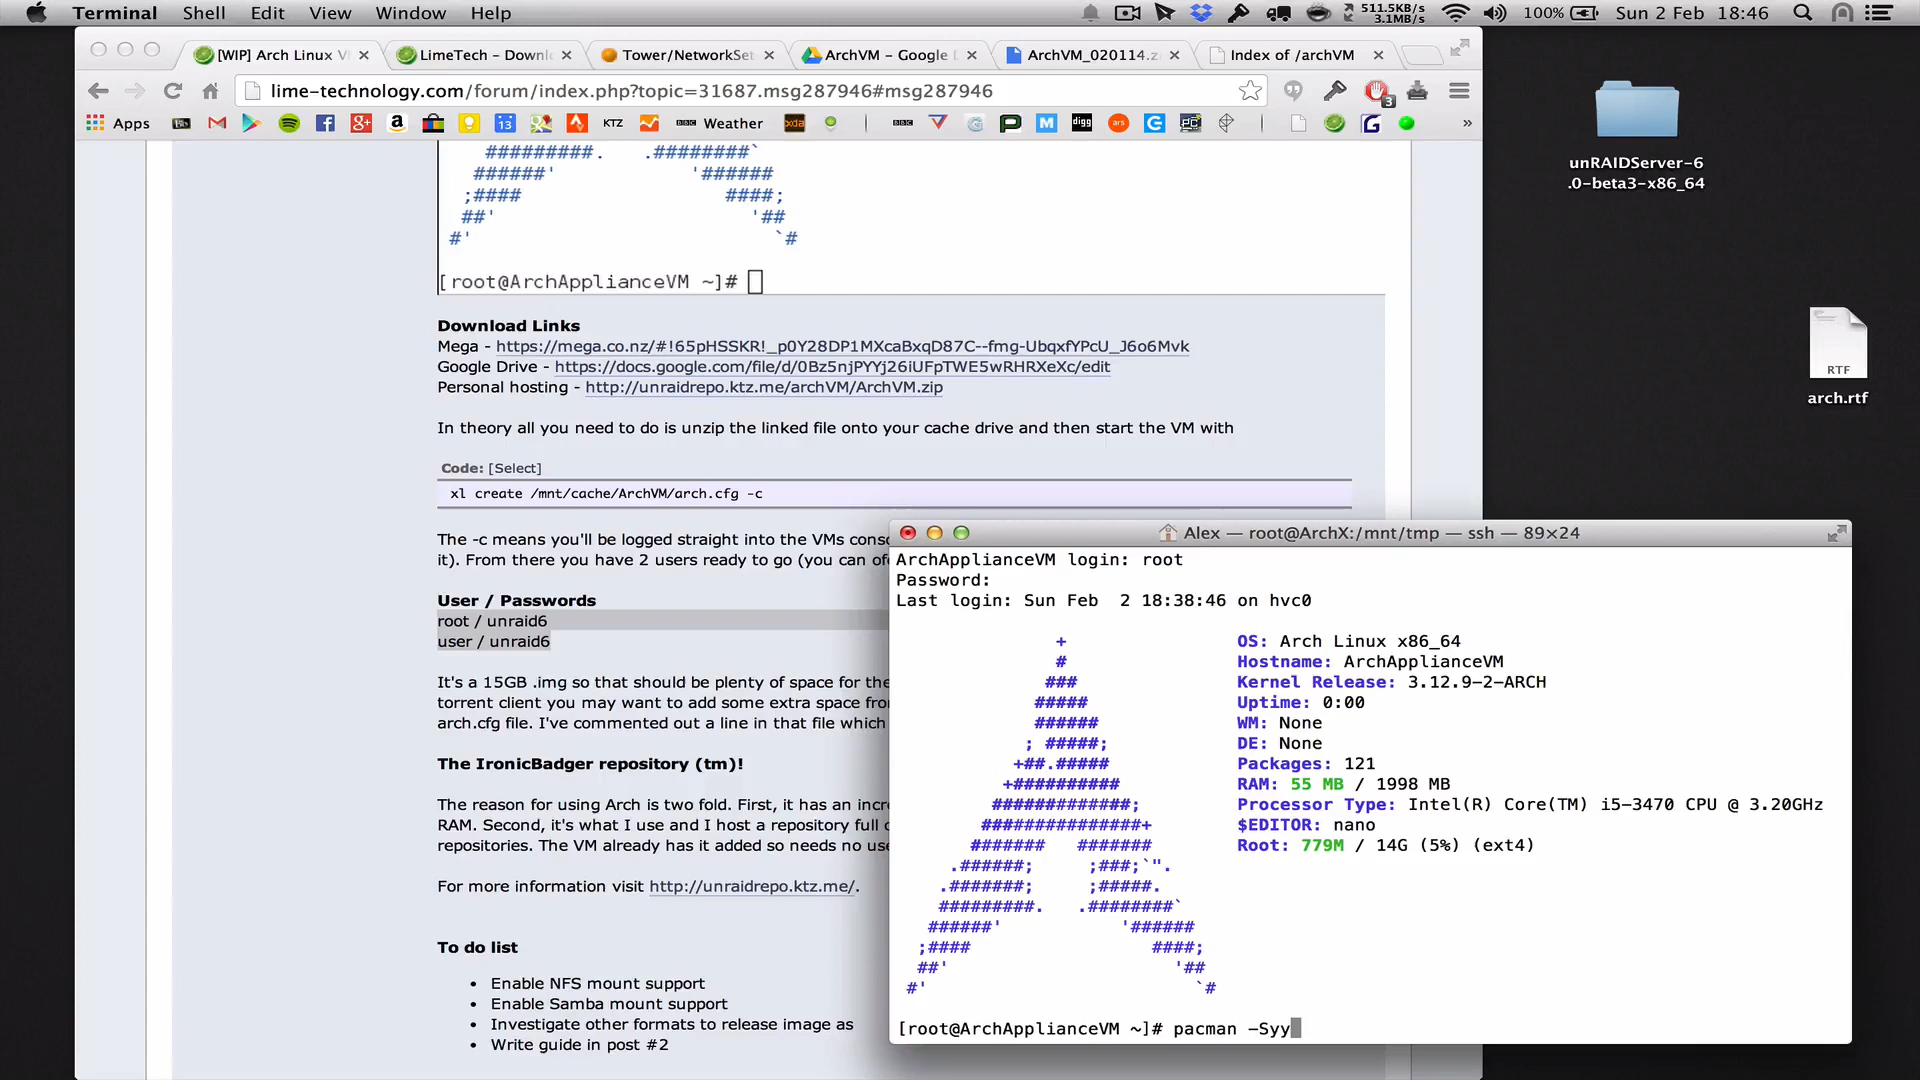 Terminal Shell Edit View Window Help 511.5KB/s 3.1MB/s 100% Sun 2 Feb 18:46
[WIP] Arch Linux V LimeTech – Downl Tower/NetworkSet ArchVM – Google D ArchVM_020114.z Index of /archVM
lime-technology.com/forum/index.php?topic=31687.msg287946#msg287946 3
Apps 13 KTZ BBC Weather xda BBC digg ars »
unRAIDServer-6
.0-beta3-x86_64
RTF
arch.rtf
#########.    .########`
######'             '######
;####                  ####;
##'                       '##
#'                           `#
[root@ArchApplianceVM ~]#
Download Links
Mega - https://mega.co.nz/#!65pHSSKR!_p0Y28DP1MXcaBxqD87C--fmg-UbqxfYPcU_J6o6Mvk
Google Drive - https://docs.google.com/file/d/0Bz5njPYYj26iUFpTWE5wRHRXeXc/edit
Personal hosting - http://unraidrepo.ktz.me/archVM/ArchVM.zip
In theory all you need to do is unzip the linked file onto your cache drive and then start the VM with
Code: [Select]
xl create /mnt/cache/ArchVM/arch.cfg -c
The -c means you'll be logged straight into the VMs conso
it). From there you have 2 users ready to go (you can ofc
User / Passwords
root / unraid6
user / unraid6
It's a 15GB .img so that should be plenty of space for the
torrent client you may want to add some extra space from
arch.cfg file. I've commented out a line in that file which
The IronicBadger repository (tm)!
The reason for using Arch is two fold. First, it has an incre
RAM. Second, it's what I use and I host a repository full o
repositories. The VM already has it added so needs no use
For more information visit http://unraidrepo.ktz.me/.
To do list
• Enable NFS mount support
• Enable Samba mount support
• Investigate other formats to release image as
• Write guide in post #2
Alex — root@ArchX:/mnt/tmp — ssh — 89×24
ArchApplianceVM login: root
Password:
Last login: Sun Feb  2 18:38:46 on hvc0
+ OS: Arch Linux x86_64
# Hostname: ArchApplianceVM
### Kernel Release: 3.12.9-2-ARCH
##### Uptime: 0:00
###### WM: None
; #####; DE: None
+##.##### Packages: 121
+########## RAM: 55 MB / 1998 MB
#############; Processor Type: Intel(R) Core(TM) i5-3470 CPU @ 3.20GHz
###############+ $EDITOR: nano
#######   ####### Root: 779M / 14G (5%) (ext4)
.######;     ;###;`".
.#######;     ;#####.
#########.   .########`
######'           '######
;####                 ####;
##'                       '##
#'                         `#
[root@ArchApplianceVM ~]# pacman -Syy